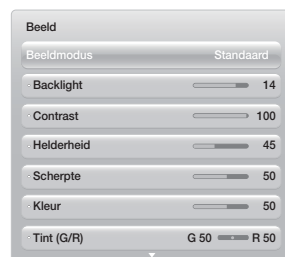 Beeld
Beeldmodus Standaard
Backlight 14
Contrast 100
Helderheid 45
Scherpte 50
Kleur 50
Tint (G/R) G 50 R 50